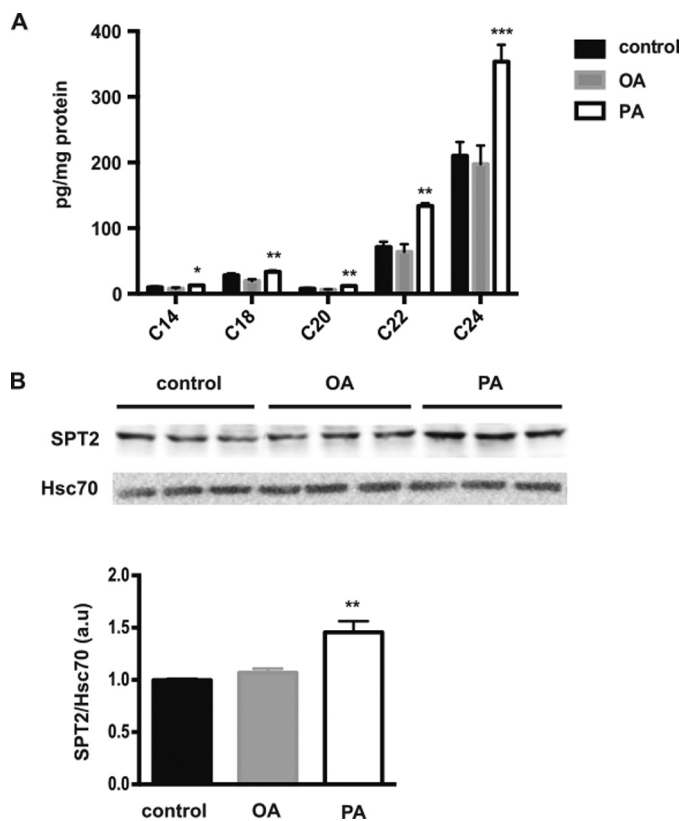 A
pg/mg protein
400
300
200
100
0
* ** ** ** ***
C14 C18 C20 C22 C24
control
OA
PA
B
control OA PA
SPT2
Hsc70
SPT2/Hsc70 (a.u)
2.0
1.5
1.0
0.5
0.0
**
control OA PA